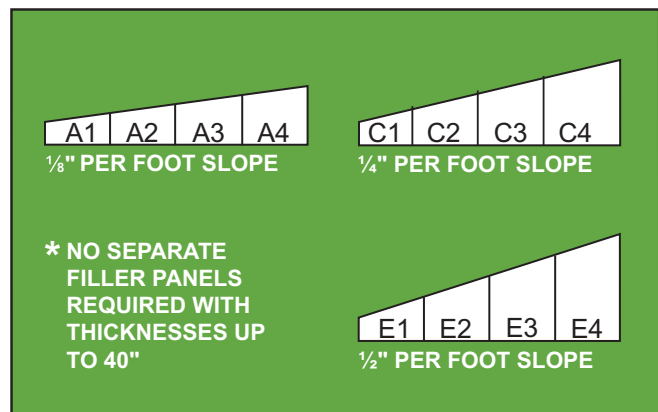 A1 A2 A3 A4
⅛" PER FOOT SLOPE
C1 C2 C3 C4
¼" PER FOOT SLOPE
* NO SEPARATE
FILLER PANELS
REQUIRED WITH
THICKNESSES UP
TO 40"
E1 E2 E3 E4
½" PER FOOT SLOPE